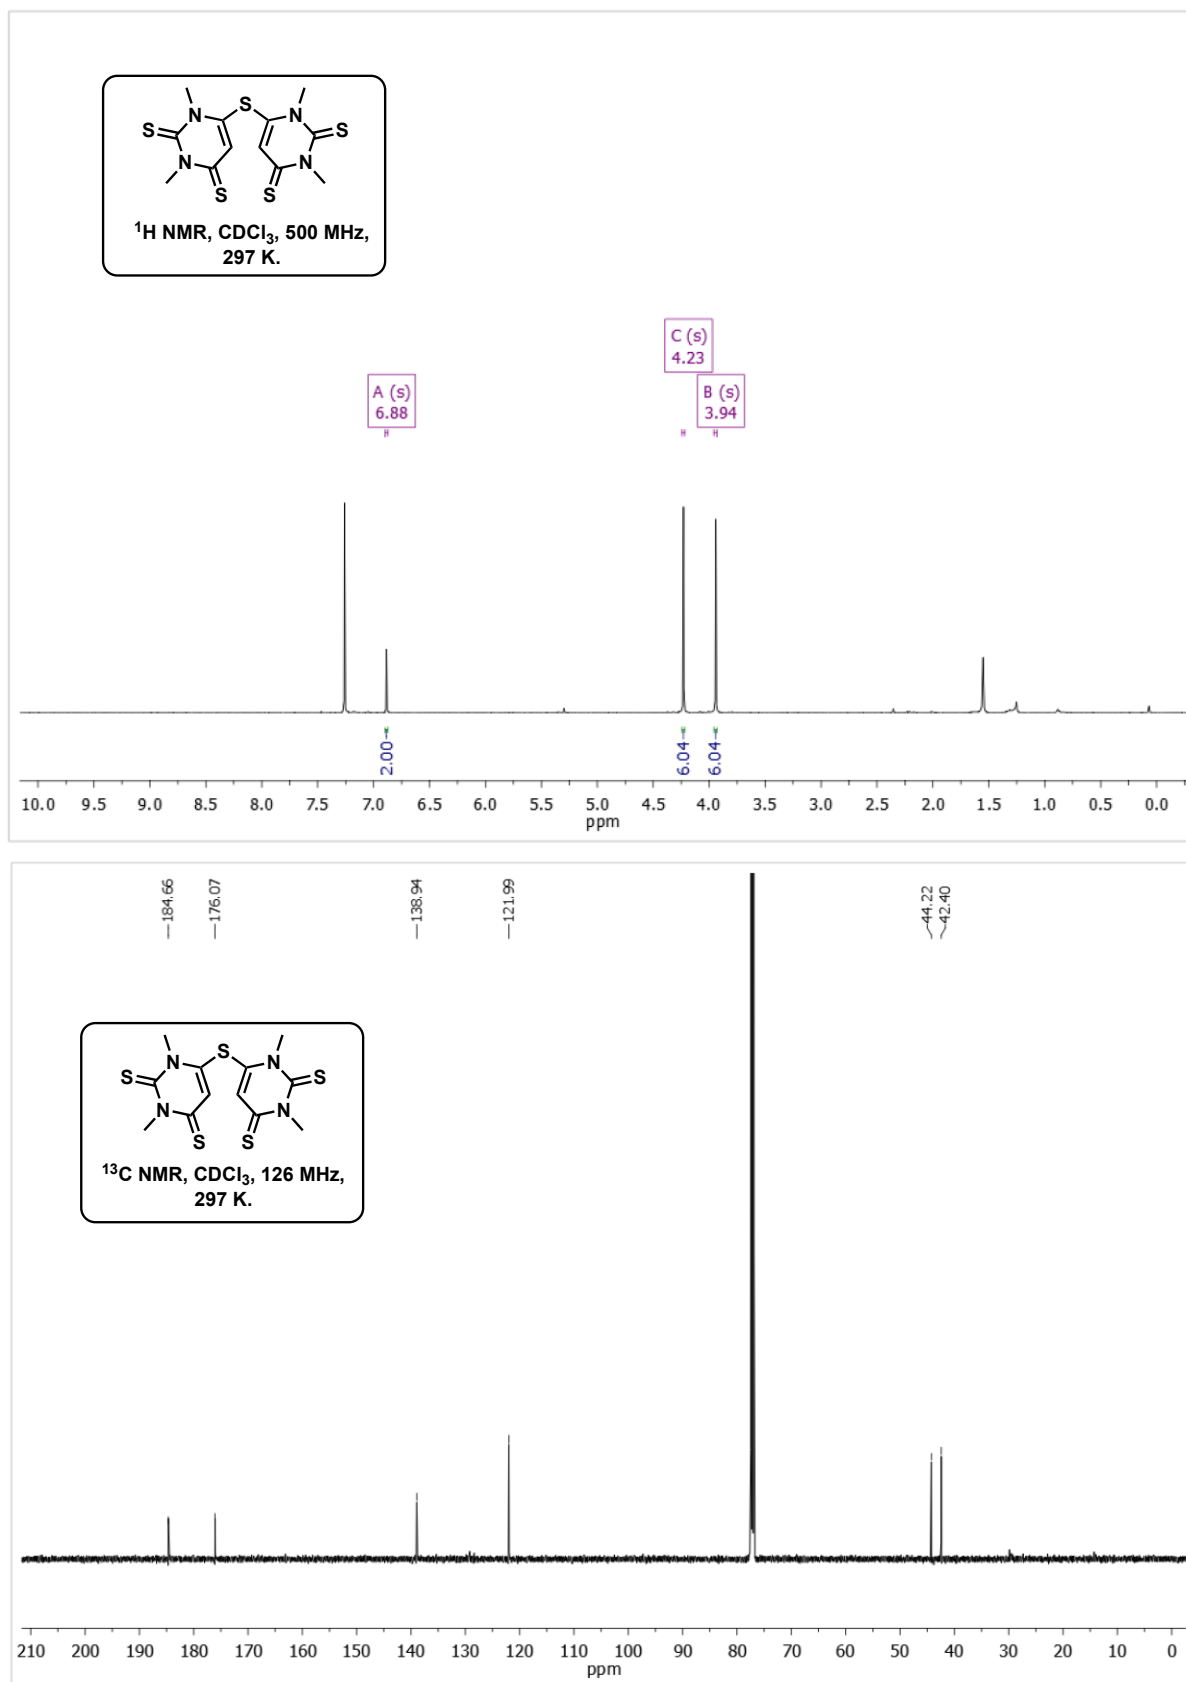 S
N
N
S
S
N
N
S
S
¹H NMR, CDCl₃, 500 MHz,
297 K.
C (s)
4.23
A (s)
6.88
B (s)
3.94
2.00
6.04
6.04
10.0 9.5 9.0 8.5 8.0 7.5 7.0 6.5 6.0 5.5 5.0 4.5 4.0 3.5 3.0 2.5 2.0 1.5 1.0 0.5 0.0
ppm
184.66
176.07
138.94
121.99
44.22
42.40
S
N
N
S
S
N
N
S
S
¹³C NMR, CDCl₃, 126 MHz,
297 K.
210 200 190 180 170 160 150 140 130 120 110 100 90 80 70 60 50 40 30 20 10 0
ppm